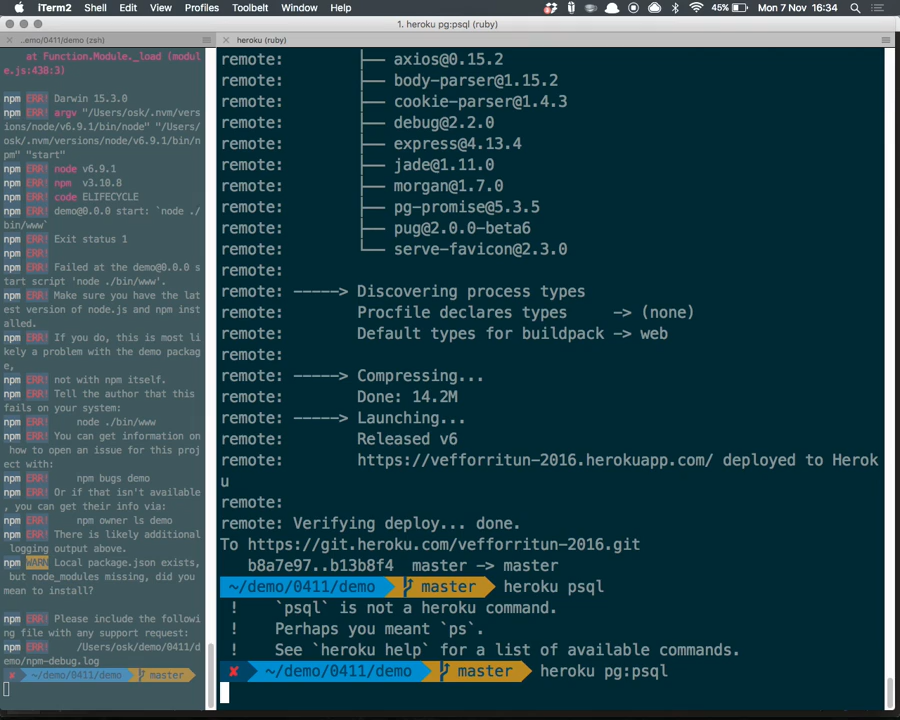 iTerm2 Shell Edit View Profiles Toolbelt Window Help 45% Mon 7 Nov 16:34
1. heroku pg:psql (ruby)
..emo/0411/demo (zsh)
at Function.Module._load (modul
e.js:438:3)
npm ERR! Darwin 15.3.0
npm ERR! argv "/Users/osk/.nvm/ver
sions/node/v6.9.1/bin/node" "/Users/
osk/.nvm/versions/node/v6.9.1/bin/n
pm" "start"
npm ERR! node v6.9.1
npm ERR! npm  v3.10.8
npm ERR! code ELIFECYCLE
npm ERR! demo@0.0.0 start: `node ./
bin/www`
npm ERR! Exit status 1
npm ERR!
npm ERR! Failed at the demo@0.0.0 s
tart script 'node ./bin/www'.
npm ERR! Make sure you have the lat
est version of node.js and npm inst
alled.
npm ERR! If you do, this is most li
kely a problem with the demo packag
e,
npm ERR! not with npm itself.
npm ERR! Tell the author that this
fails on your system:
npm ERR!     node ./bin/www
npm ERR! You can get information on
how to open an issue for this proj
ect with:
npm ERR!     npm bugs demo
npm ERR! Or if that isn't available
, you can get their info via:
npm ERR!     npm owner ls demo
npm ERR! There is likely additional
logging output above.
npm WARN Local package.json exists,
but node_modules missing, did you
mean to install?
npm ERR! Please include the followi
ng file with any support request:
npm ERR!     /Users/osk/demo/0411/d
emo/npm-debug.log
✘ ~/demo/0411/demo master
heroku (ruby)
remote: ├── axios@0.15.2
remote: ├── body-parser@1.15.2
remote: ├── cookie-parser@1.4.3
remote: ├── debug@2.2.0
remote: ├── express@4.13.4
remote: ├── jade@1.11.0
remote: ├── morgan@1.7.0
remote: ├── pg-promise@5.3.5
remote: ├── pug@2.0.0-beta6
remote: └── serve-favicon@2.3.0
remote:
remote: -----> Discovering process types
remote:        Procfile declares types     -> (none)
remote:        Default types for buildpack -> web
remote:
remote: -----> Compressing...
remote:        Done: 14.2M
remote: -----> Launching...
remote:        Released v6
remote:        https://vefforritun-2016.herokuapp.com/ deployed to Herok
u
remote:
remote: Verifying deploy... done.
To https://git.heroku.com/vefforritun-2016.git
b8a7e97..b13b8f4  master -> master
~/demo/0411/demo master heroku psql
!    `psql` is not a heroku command.
!    Perhaps you meant `ps`.
!    See `heroku help` for a list of available commands.
✘ ~/demo/0411/demo master heroku pg:psql